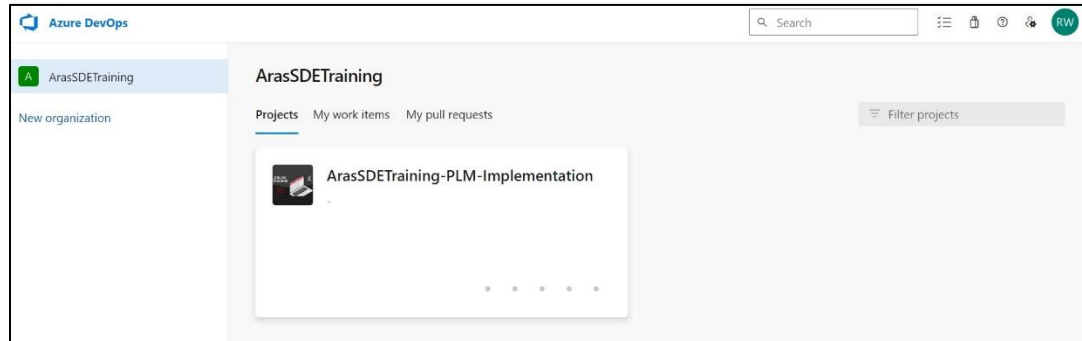 Azure DevOps
Search
RW
A ArasSDETraining
New organization
ArasSDETraining
Projects My work items My pull requests
Filter projects
ArasSDETraining-PLM-Implementation
-